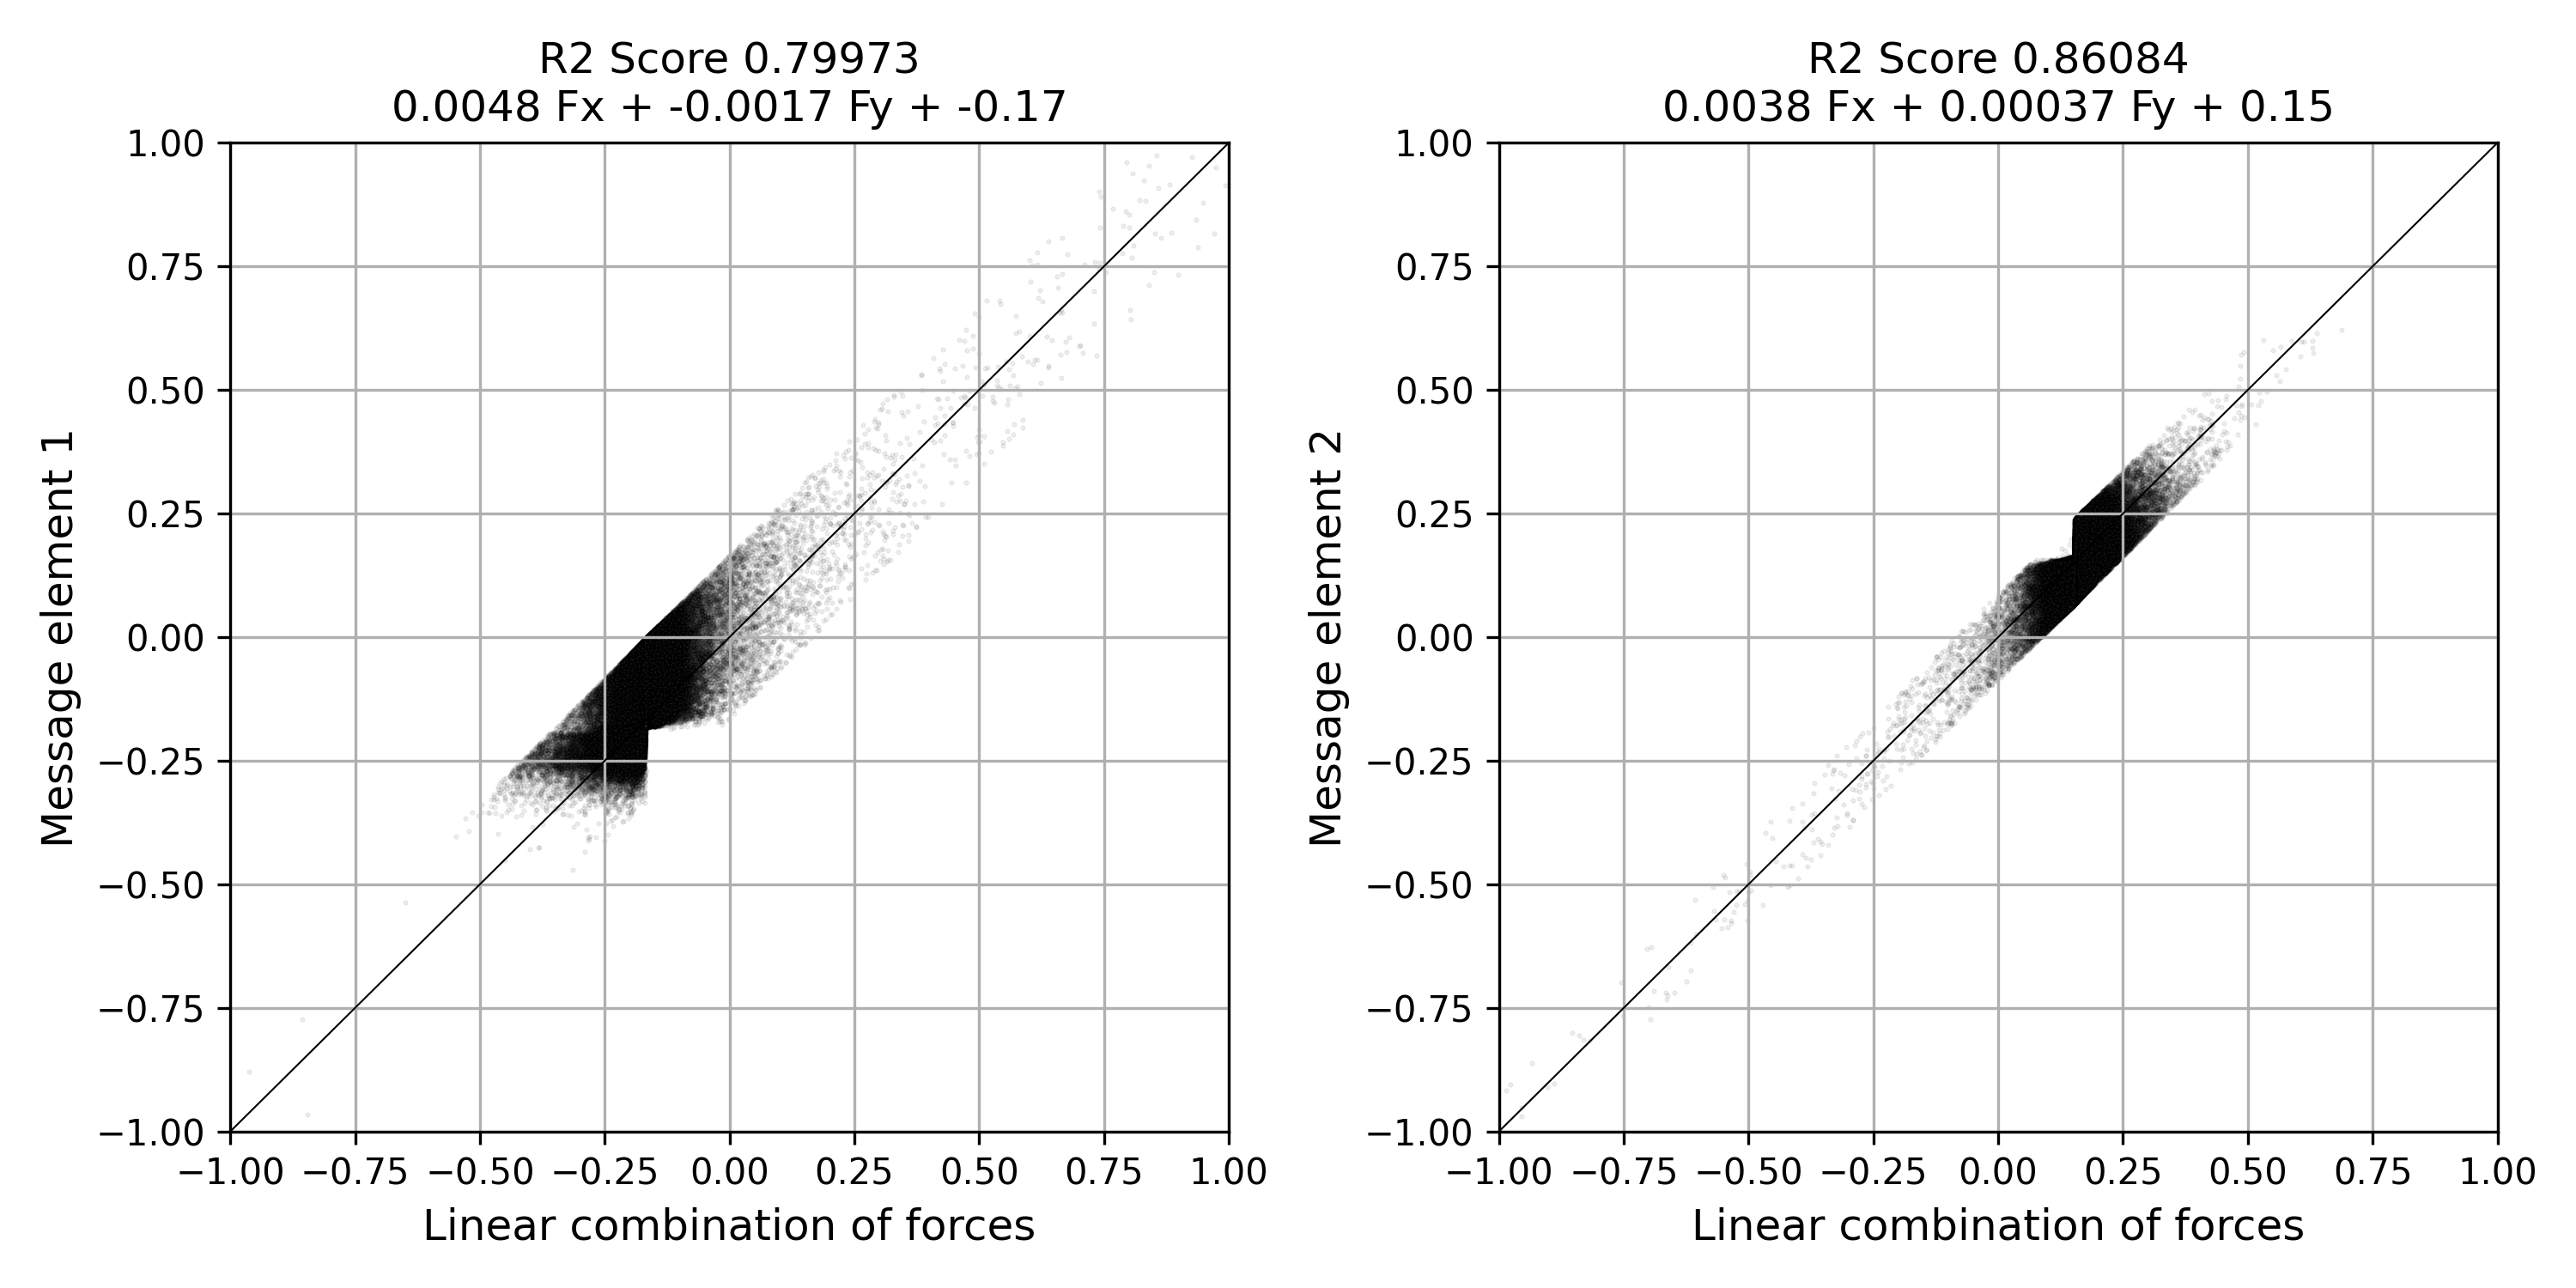 R2 Score 0.79973
0.0048 Fx + -0.0017 Fy + -0.17
1.00
0.75
0.50
0.25
0.00
−0.25
−0.50
−0.75
−1.00
Message element 1
−1.00 −0.75 −0.50 −0.25 0.00 0.25 0.50 0.75 1.00
Linear combination of forces
R2 Score 0.86084
0.0038 Fx + 0.00037 Fy + 0.15
1.00
0.75
0.50
0.25
0.00
−0.25
−0.50
−0.75
−1.00
Message element 2
−1.00 −0.75 −0.50 −0.25 0.00 0.25 0.50 0.75 1.00
Linear combination of forces